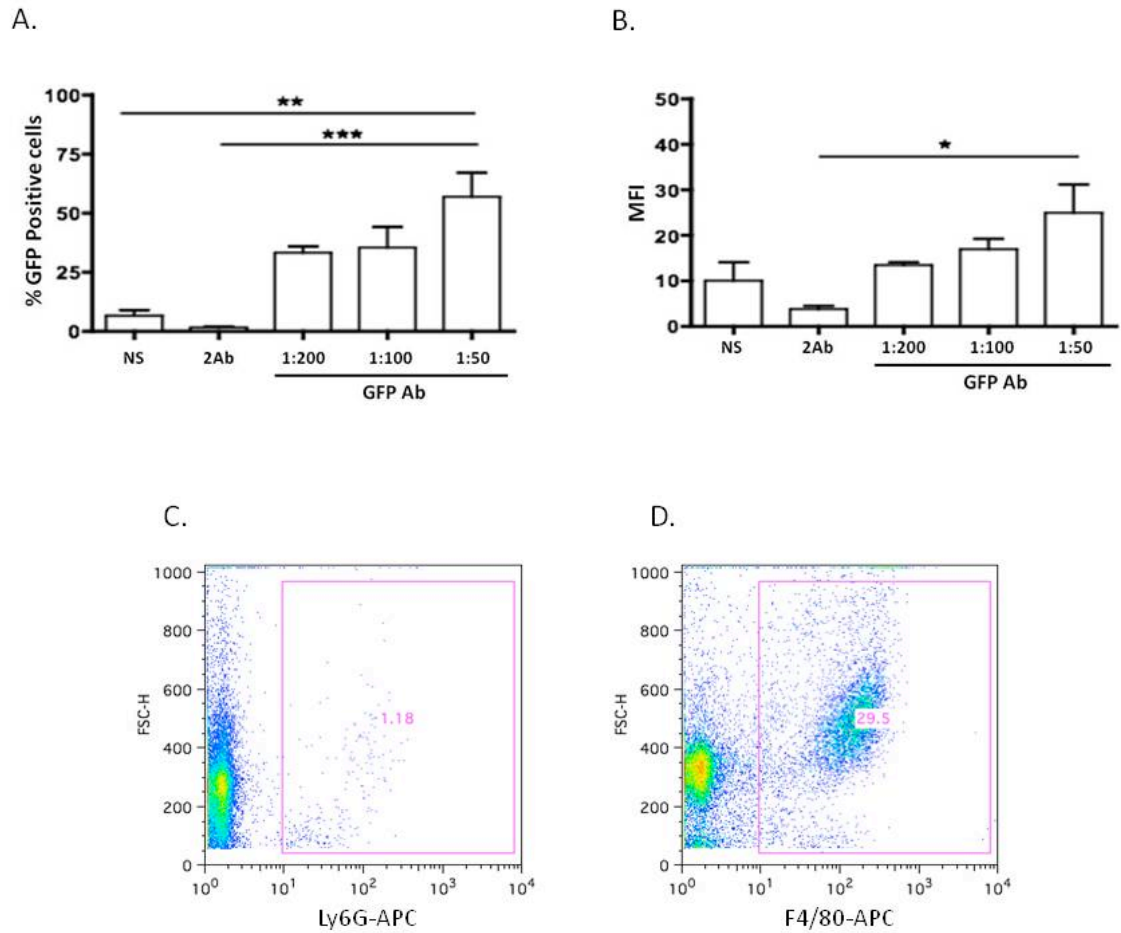 A.
B.
**
***
100
75
50
25
0
% GFP Positive cells
NS 2Ab 1:200 1:100 1:50
GFP Ab
*
50
40
30
20
10
0
MFI
NS 2Ab 1:200 1:100 1:50
GFP Ab
C.
D.
1000
800
600
400
200
0
FSC-H
1.18
10^0 10^1 10^2 10^3 10^4
Ly6G-APC
1000
800
600
400
200
0
FSC-H
29.5
10^0 10^1 10^2 10^3 10^4
F4/80-APC